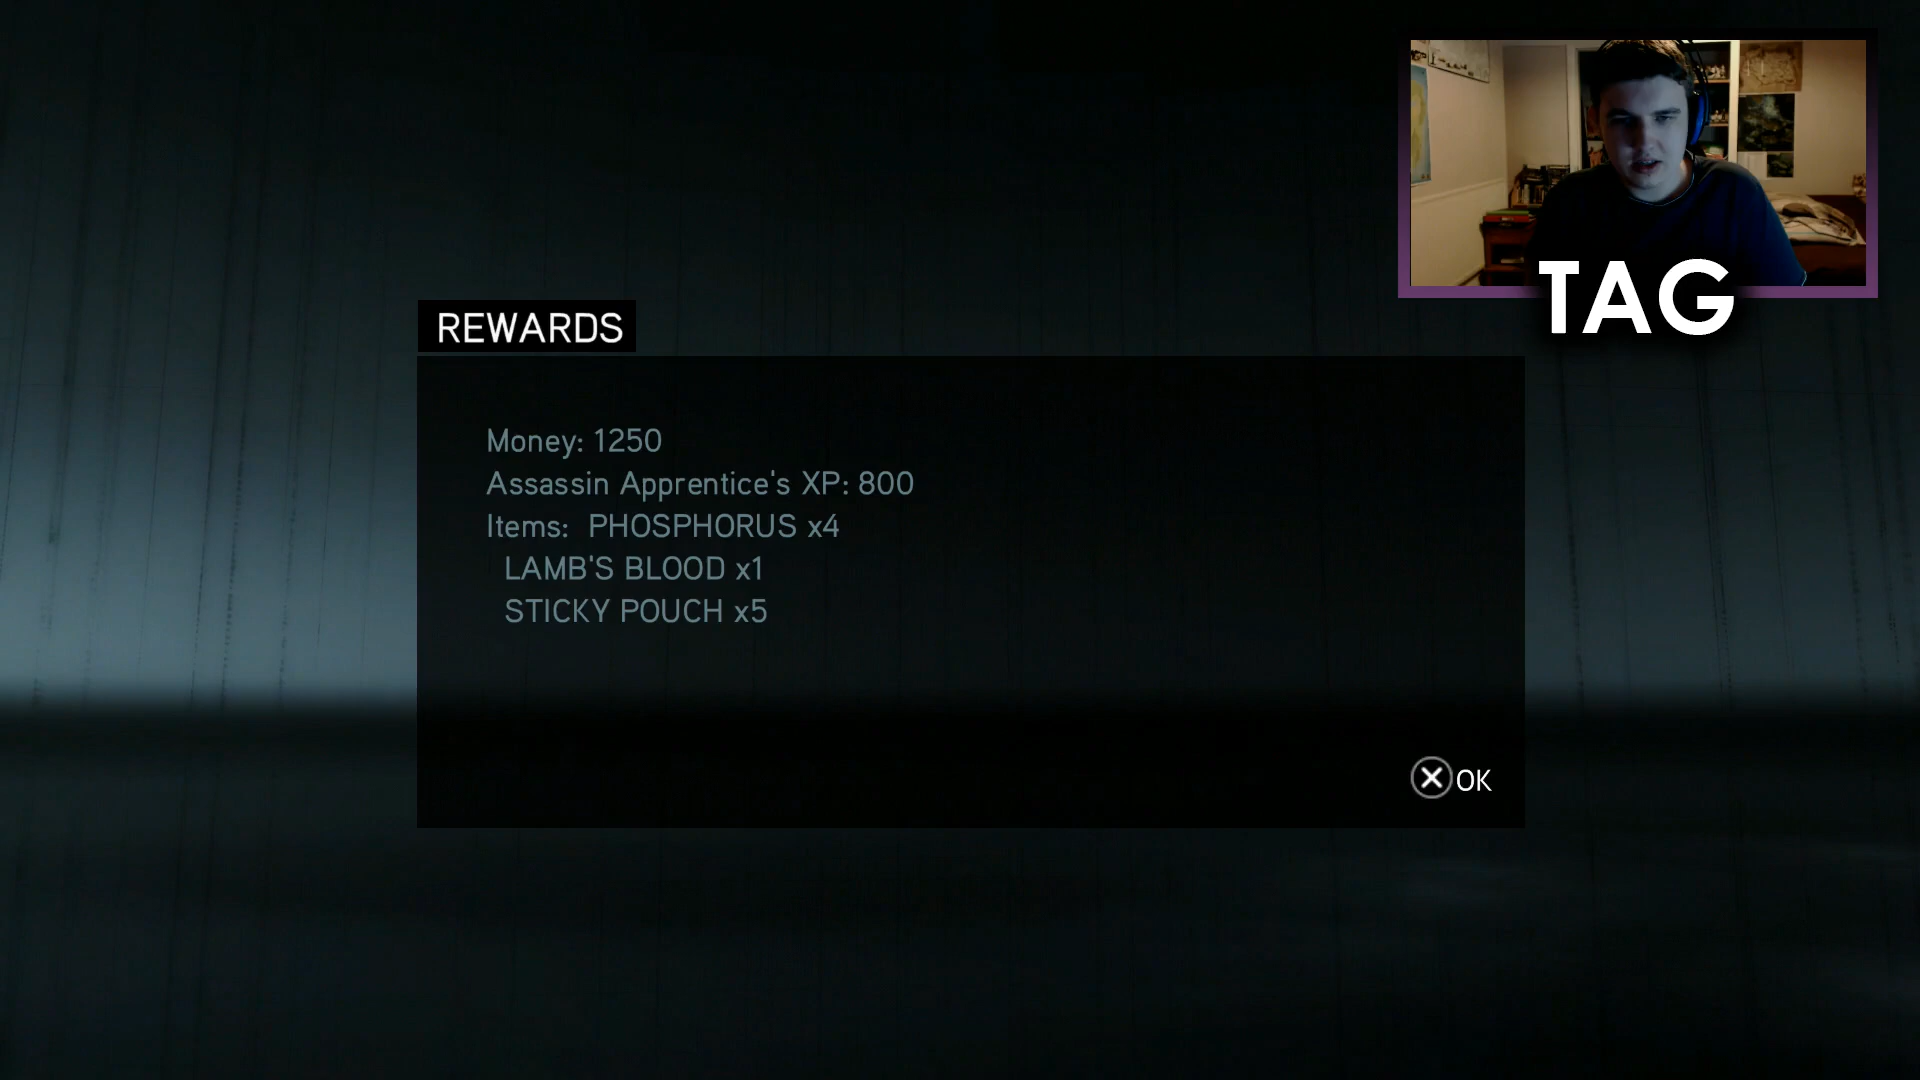 TAG
REWARDS
Money: 1250
Assassin Apprentice's XP: 800
Items: PHOSPHORUS x4
LAMB'S BLOOD x1
STICKY POUCH x5
OK